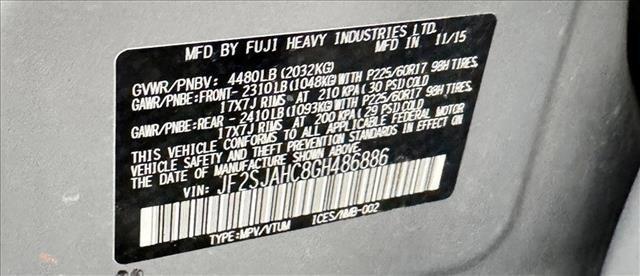 MFD BY FUJI HEAVY INDUSTRIES LTD.
MFD IN 11/15
GVWR/PNBV: 4480LB (2032KG)
GAWR/PNBE:FRONT- 2310LB (1048KG)WITH P225/60R17 98H TIRES,
17X7J RIMS AT 210 KPA (30 PSI)COLD
GAWR/PNBE:REAR - 2410LB (1093KG)WITH P225/60R17 98H TIRES,
17X7J RIMS AT 200 KPA (29 PSI)COLD
THIS VEHICLE CONFORMS TO ALL APPLICABLE FEDERAL MOTOR
VEHICLE SAFETY AND THEFT PREVENTION STANDARDS IN EFFECT ON
THE DATE OF MANUFACTURE SHOWN ABOVE.
VIN: JF2SJAHC8GH486886
TYPE:MPV/VTUM ICES/NMB-002